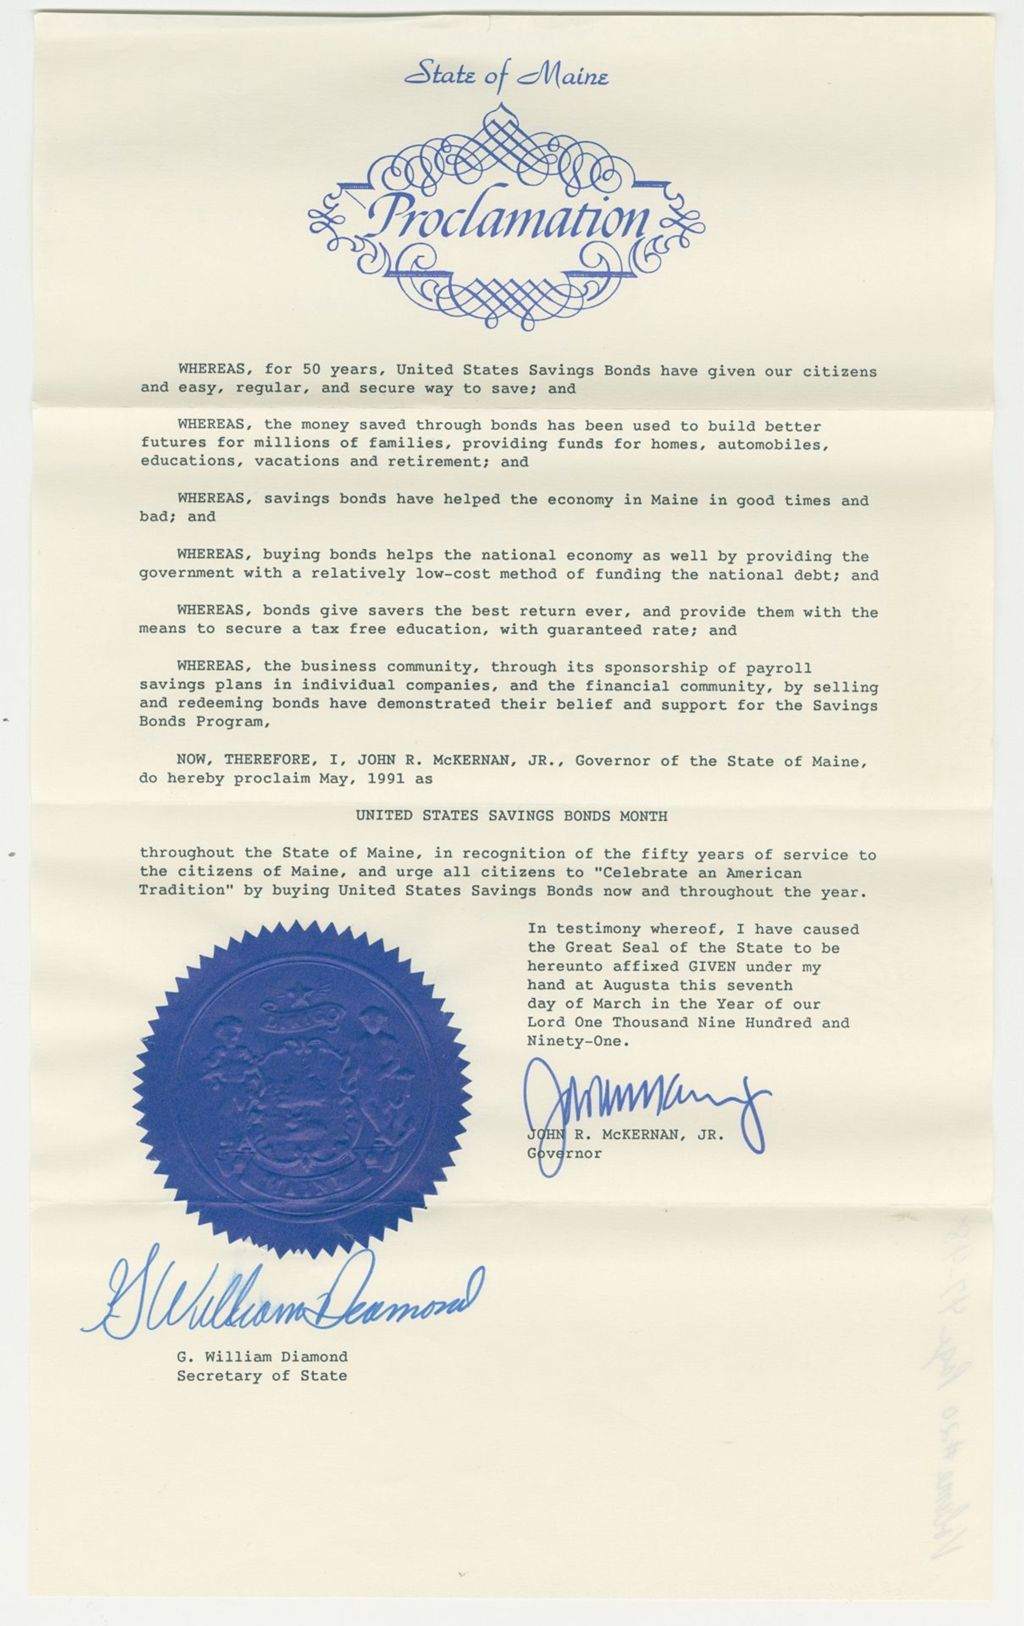 State of Maine
Proclamation
WHEREAS, for 50 years, United States Savings Bonds have given our citizens
and easy, regular, and secure way to save; and
WHEREAS, the money saved through bonds has been used to build better
futures for millions of families, providing funds for homes, automobiles,
educations, vacations and retirement; and
WHEREAS, savings bonds have helped the economy in Maine in good times and
bad; and
WHEREAS, buying bonds helps the national economy as well by providing the
government with a relatively low-cost method of funding the national debt; and
WHEREAS, bonds give savers the best return ever, and provide them with the
means to secure a tax free education, with guaranteed rate; and
WHEREAS, the business community, through its sponsorship of payroll
savings plans in individual companies, and the financial community, by selling
and redeeming bonds have demonstrated their belief and support for the Savings
Bonds Program,
NOW, THEREFORE, I, JOHN R. McKERNAN, JR., Governor of the State of Maine,
do hereby proclaim May, 1991 as
UNITED STATES SAVINGS BONDS MONTH
throughout the State of Maine, in recognition of the fifty years of service to
the citizens of Maine, and urge all citizens to "Celebrate an American
Tradition" by buying United States Savings Bonds now and throughout the year.
In testimony whereof, I have caused
the Great Seal of the State to be
hereunto affixed GIVEN under my
hand at Augusta this seventh
day of March in the Year of our
Lord One Thousand Nine Hundred and
Ninety-One.
JOHN R. McKERNAN, JR.
Governor
MAINE
G William Diamond
G. William Diamond
Secretary of State